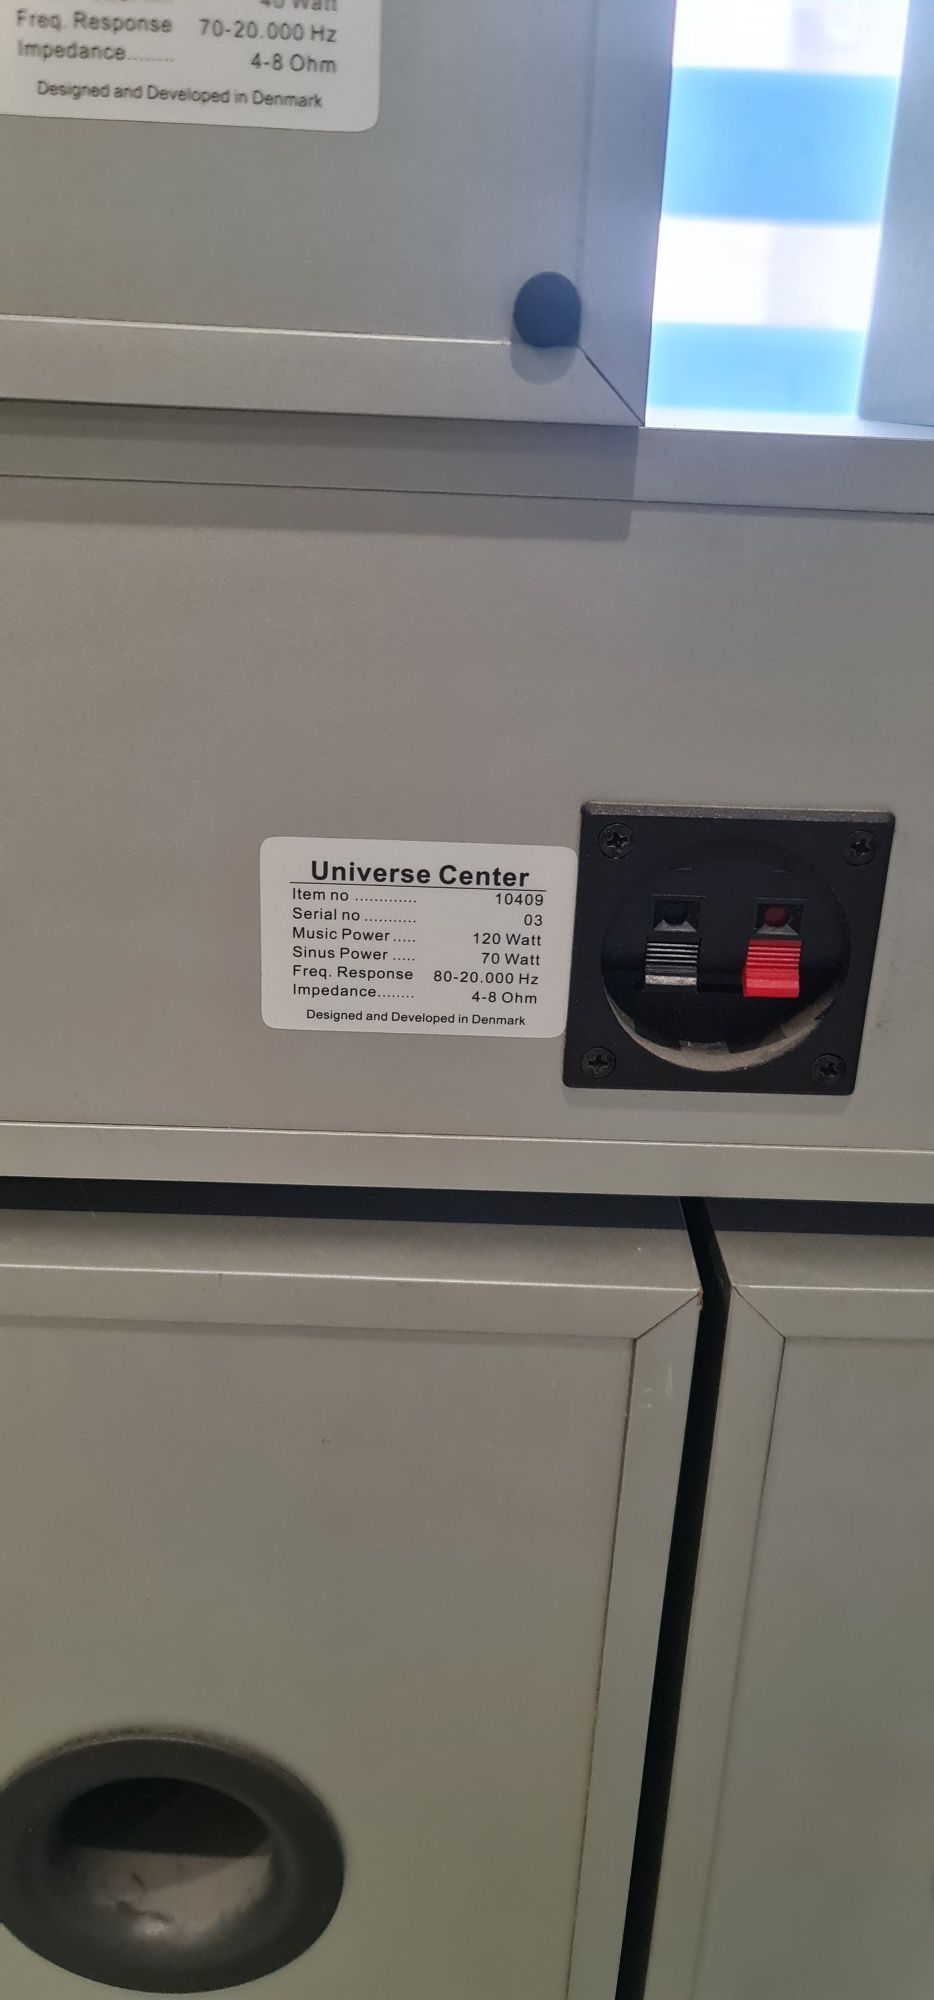 40 Watt
Freq. Response 70-20.000 Hz
Impedance......... 4-8 Ohm
Designed and Developed in Denmark
Universe Center
Item no ............. 10409
Serial no ........... 03
Music Power ..... 120 Watt
Sinus Power ..... 70 Watt
Freq. Response 80-20.000 Hz
Impedance........ 4-8 Ohm
Designed and Developed in Denmark